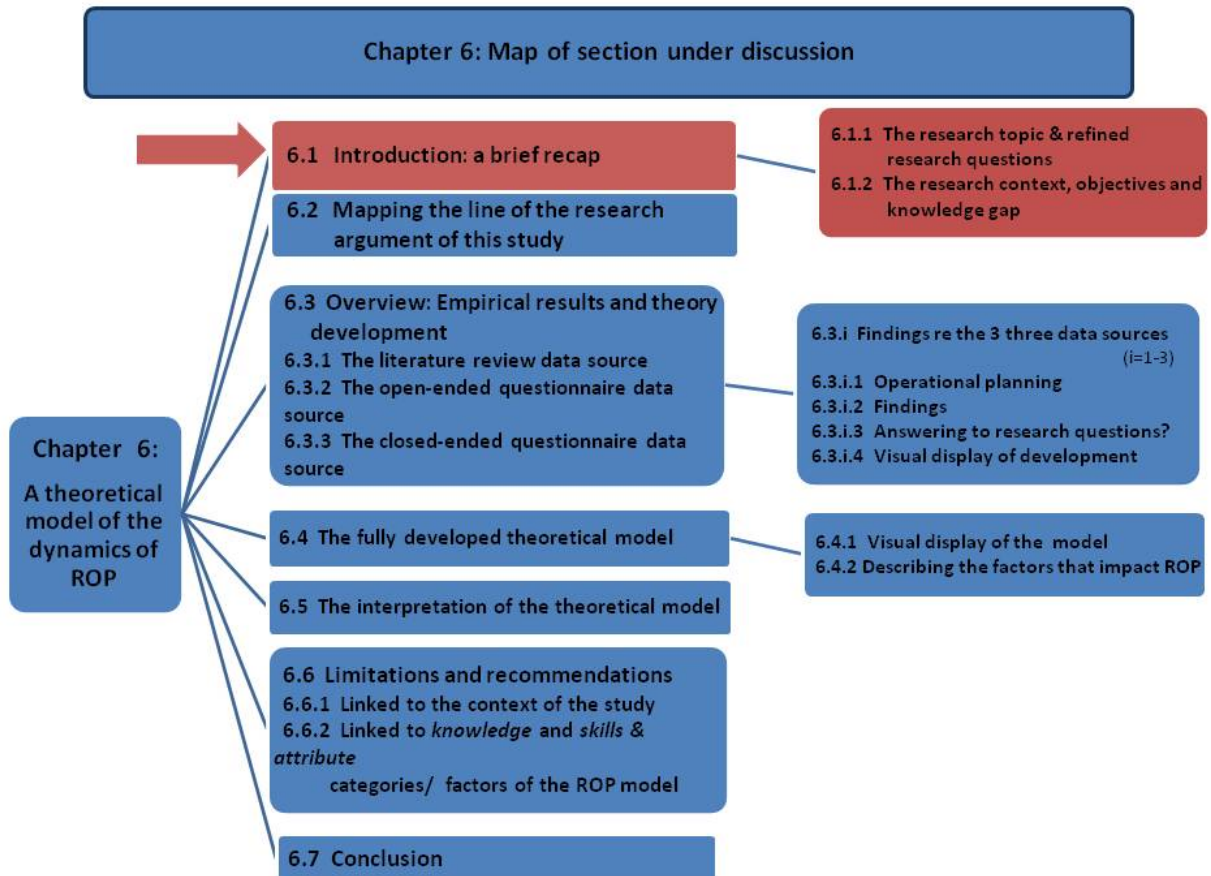 Chapter 6: Map of section under discussion
6.1 Introduction: a brief recap
6.1.1 The research topic & refined
research questions
6.1.2 The research context, objectives and
knowledge gap
6.2 Mapping the line of the research
argument of this study
6.3 Overview: Empirical results and theory
development
6.3.1 The literature review data source
6.3.2 The open-ended questionnaire data
source
6.3.3 The closed-ended questionnaire data
source
6.3.i Findings re the 3 three data sources
(i=1-3)
6.3.i.1 Operational planning
6.3.i.2 Findings
6.3.i.3 Answering to research questions?
6.3.i.4 Visual display of development
Chapter 6:
A theoretical
model of the
dynamics of
ROP
6.4 The fully developed theoretical model
6.4.1 Visual display of the model
6.4.2 Describing the factors that impact ROP
6.5 The interpretation of the theoretical model
6.6 Limitations and recommendations
6.6.1 Linked to the context of the study
6.6.2 Linked to knowledge and skills &
attribute
categories/ factors of the ROP model
6.7 Conclusion